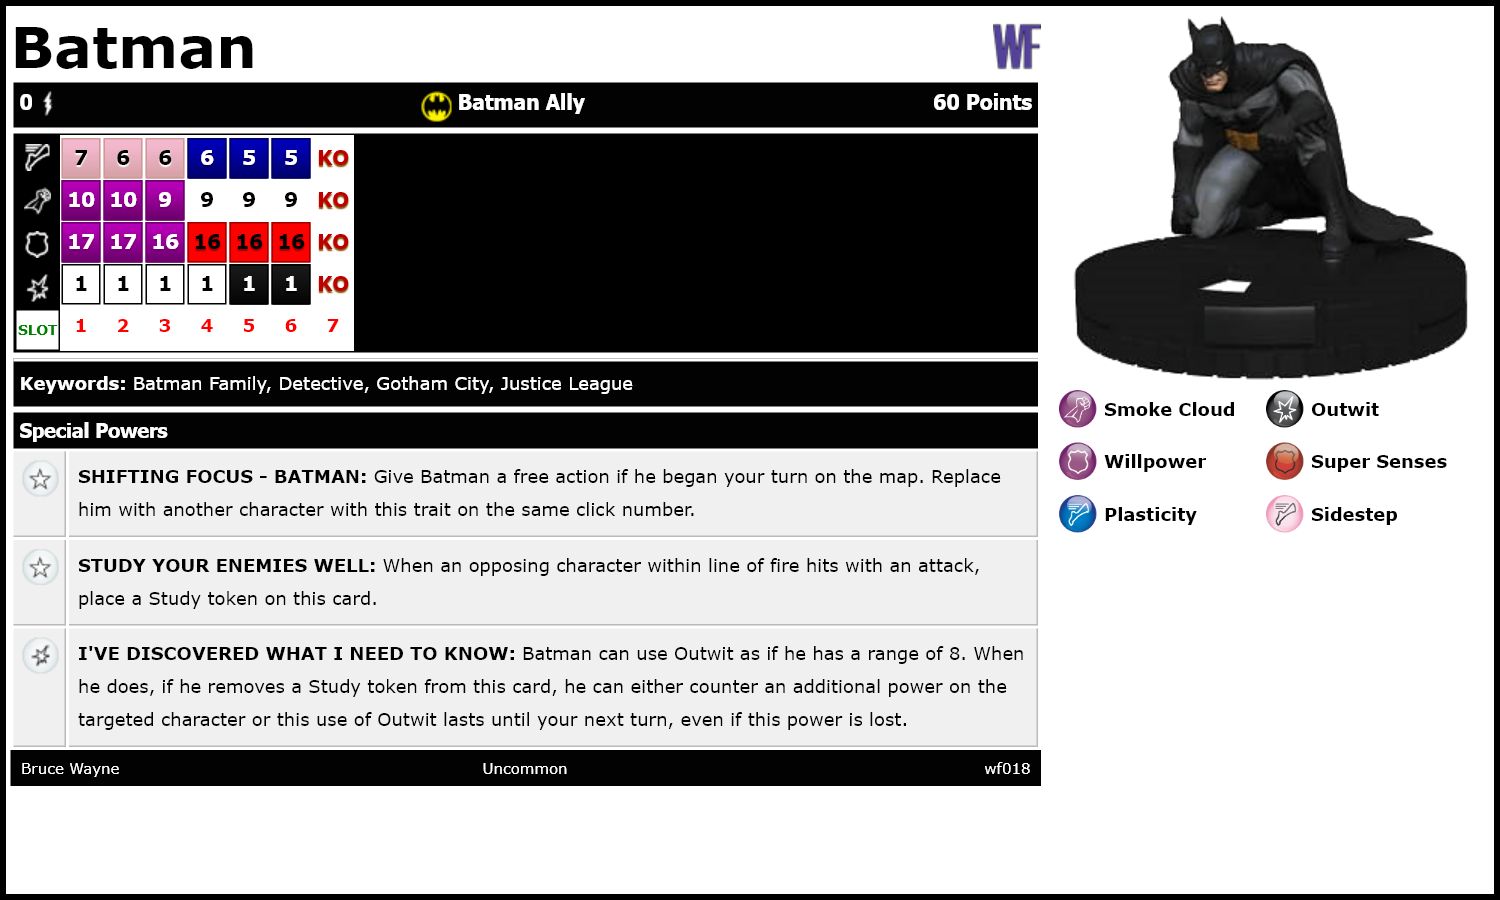 Batman
WF
0 Batman Ally 60 Points
7 6 6 6 5 5 KO
10 10 9 9 9 9 KO
17 17 16 16 16 16 KO
1 1 1 1 1 1 KO
SLOT 1 2 3 4 5 6 7
Keywords: Batman Family, Detective, Gotham City, Justice League
Special Powers
SHIFTING FOCUS - BATMAN: Give Batman a free action if he began your turn on the map. Replace
him with another character with this trait on the same click number.
STUDY YOUR ENEMIES WELL: When an opposing character within line of fire hits with an attack,
place a Study token on this card.
I'VE DISCOVERED WHAT I NEED TO KNOW: Batman can use Outwit as if he has a range of 8. When
he does, if he removes a Study token from this card, he can either counter an additional power on the
targeted character or this use of Outwit lasts until your next turn, even if this power is lost.
Bruce Wayne Uncommon wf018
Smoke Cloud Outwit
Willpower Super Senses
Plasticity Sidestep